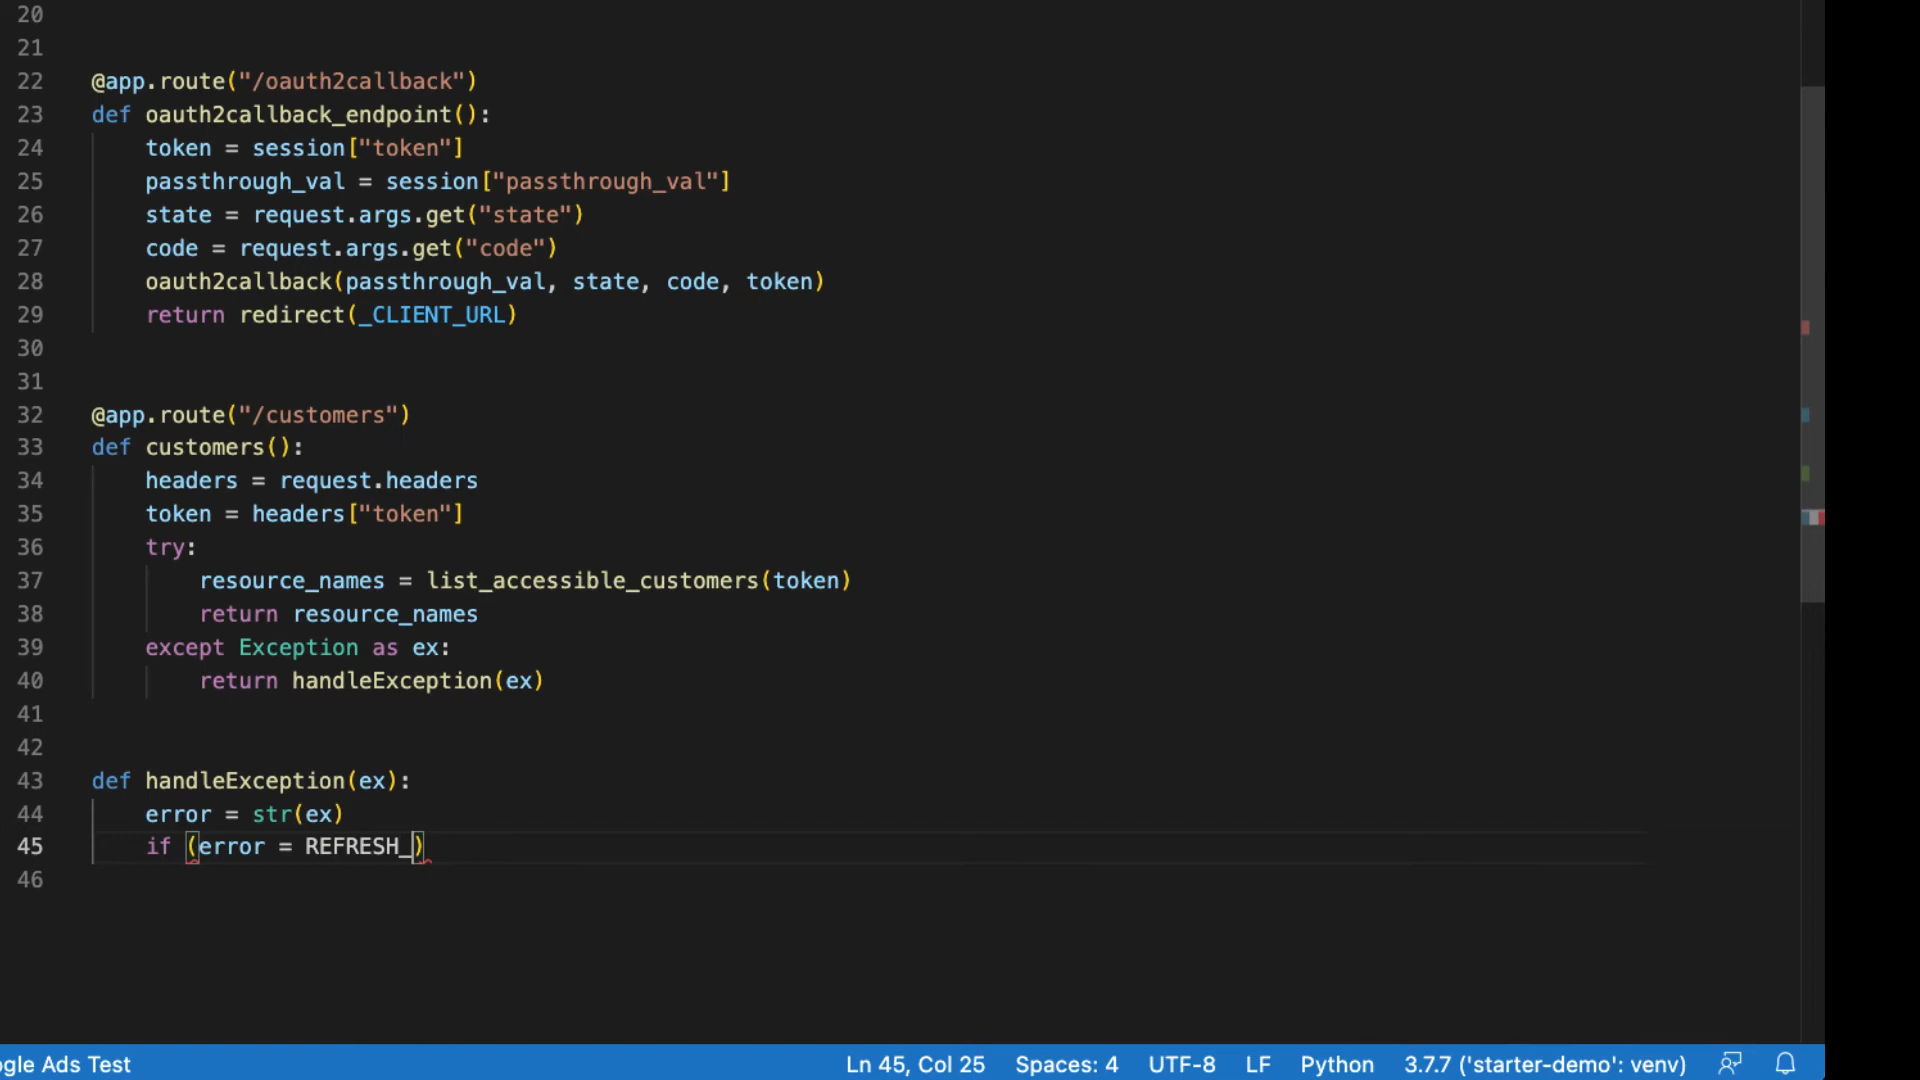 20
21
22 @app.route("/oauth2callback")
23 def oauth2callback_endpoint():
24     token = session["token"]
25     passthrough_val = session["passthrough_val"]
26     state = request.args.get("state")
27     code = request.args.get("code")
28     oauth2callback(passthrough_val, state, code, token)
29     return redirect(_CLIENT_URL)
30
31
32 @app.route("/customers")
33 def customers():
34     headers = request.headers
35     token = headers["token"]
36     try:
37         resource_names = list_accessible_customers(token)
38         return resource_names
39     except Exception as ex:
40         return handleException(ex)
41
42
43 def handleException(ex):
44     error = str(ex)
45     if (error = REFRESH_)
46
ogle Ads Test Ln 45, Col 25 Spaces: 4 UTF-8 LF Python 3.7.7 ('starter-demo': venv)